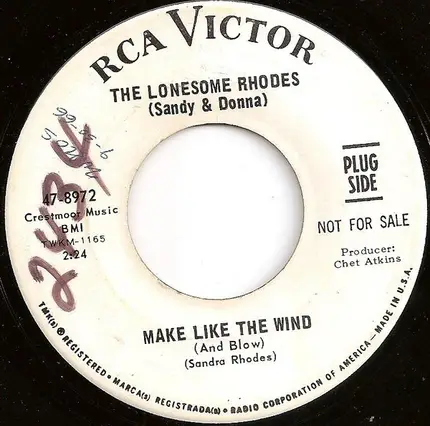 RCA VICTOR
THE LONESOME RHODES
(Sandy & Donna)
47-8972
Crestmoor Music
BMI
TWKM-1165
2:24
PLUG
SIDE
NOT FOR SALE
Producer:
Chet Atkins
MAKE LIKE THE WIND
(And Blow)
(Sandra Rhodes)
TMK(s) ® REGISTERED • MARCA(s) REGISTRADA(s) • RADIO CORPORATION OF AMERICA—MADE IN U.S.A.